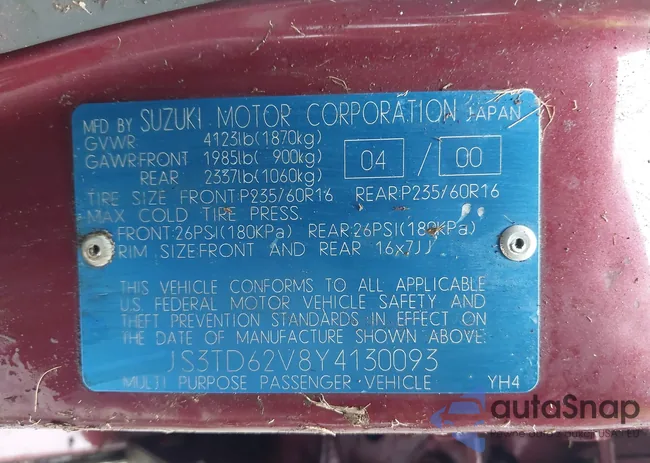 MFD BY SUZUKI MOTOR CORPORATION JAPAN
GVWR 4123lb(1870kg)
GAWR:FRONT 1985lb( 900kg) 04 / 00
REAR 2337lb(1060kg)
TIRE SIZE FRONT:P235/60R16 REAR:P235/60R16
MAX COLD TIRE PRESS.
FRONT:26PSI(180KPa) REAR:26PSI(180KPa)
RIM SIZE:FRONT AND REAR 16x7JJ
THIS VEHICLE CONFORMS TO ALL APPLICABLE
U.S. FEDERAL MOTOR VEHICLE SAFETY AND
THEFT PREVENTION STANDARDS IN EFFECT ON
THE DATE OF MANUFACTURE SHOWN ABOVE.
JS3TD62V8Y4130093
MULTI PURPOSE PASSENGER VEHICLE YH4
autaSnap